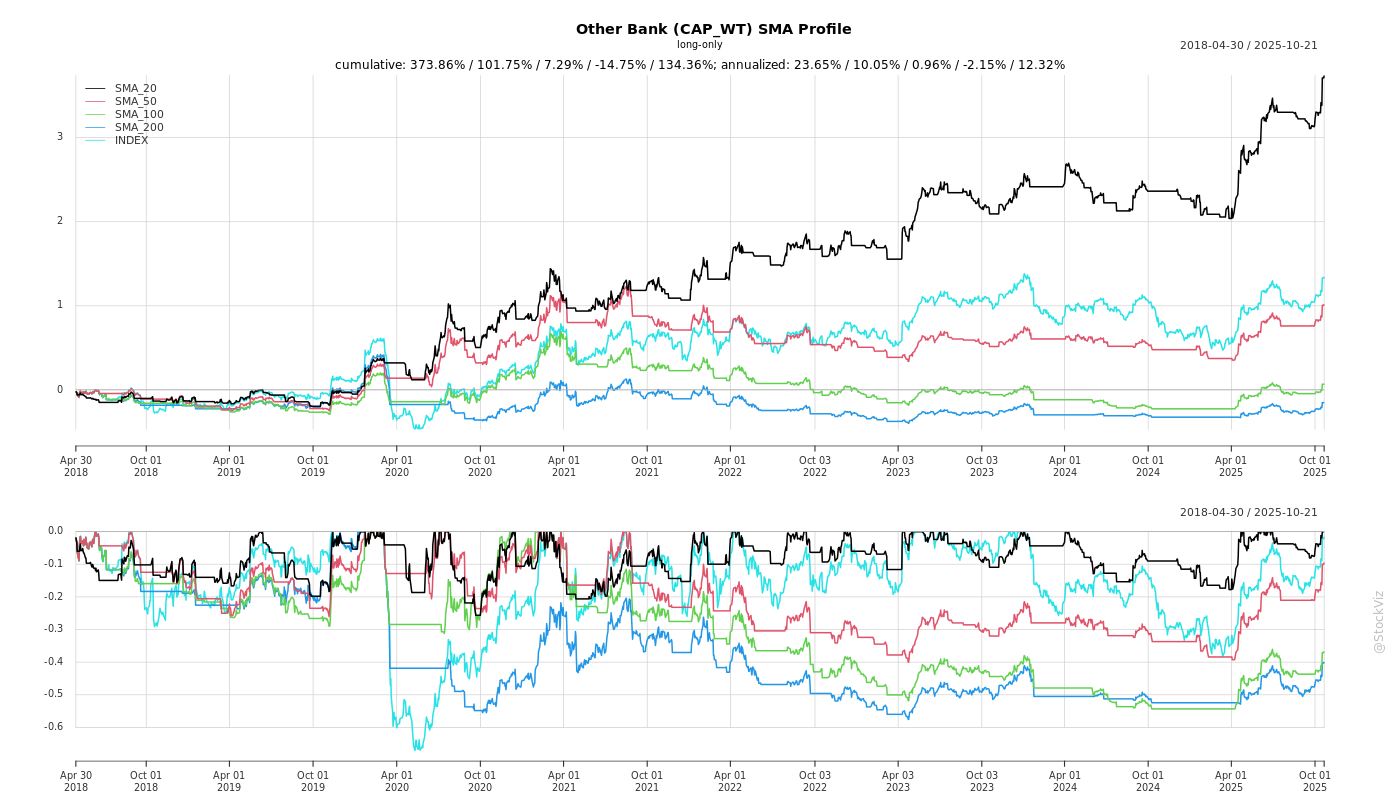 Other Bank (CAP_WT) SMA Profile
long-only
2018-04-30 / 2025-10-21
cumulative: 373.86% / 101.75% / 7.29% / -14.75% / 134.36%; annualized: 23.65% / 10.05% / 0.96% / -2.15% / 12.32%
SMA_20
SMA_50
SMA_100
SMA_200
INDEX
3
2
1
0
Apr 30 Oct 01 Apr 01 Oct 01 Apr 01 Oct 01 Apr 01 Oct 01 Apr 01 Oct 03 Apr 03 Oct 03 Apr 01 Oct 01 Apr 01 Oct 01
2018 2018 2019 2019 2020 2020 2021 2021 2022 2022 2023 2023 2024 2024 2025 2025
2018-04-30 / 2025-10-21
0.0
-0.1
-0.2
-0.3
-0.4
-0.5
-0.6
Apr 30 Oct 01 Apr 01 Oct 01 Apr 01 Oct 01 Apr 01 Oct 01 Apr 01 Oct 03 Apr 03 Oct 03 Apr 01 Oct 01 Apr 01 Oct 01
2018 2018 2019 2019 2020 2020 2021 2021 2022 2022 2023 2023 2024 2024 2025 2025
@StockViz